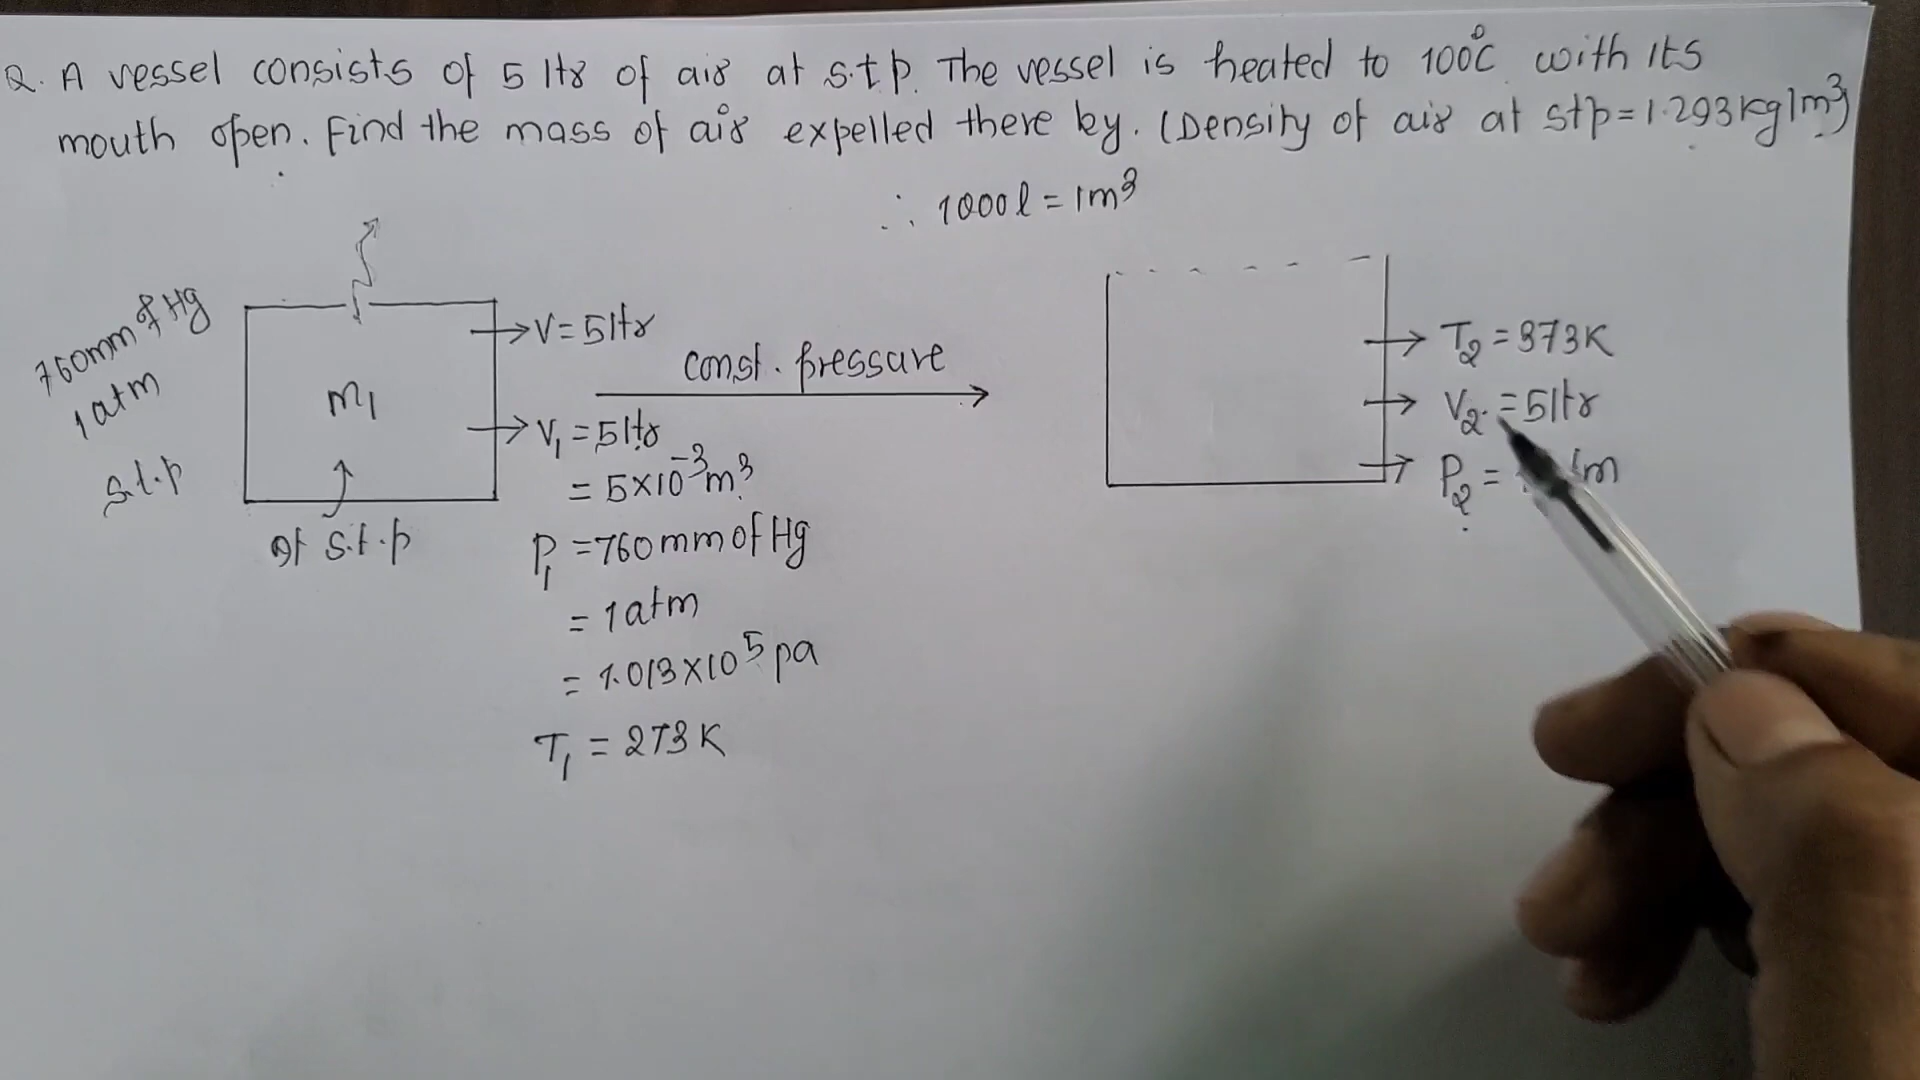 Q. A vessel consists of 5 ltr of air at s.t.p. The vessel is heated to 100°C with its
mouth open. Find the mass of air expelled there by. (Density of air at stp = 1.293 kg/m³)
∴ 1000 l = 1m³
760mm of Hg
1 atm
s.t.p
m₁
at s.t.p
V = 5 ltr
V₁ = 5 ltr
= 5×10⁻³ m³
P₁ = 760 mm of Hg
= 1 atm
= 1.013×10⁵ pa
T₁ = 273 K
const. pressure
T₂ = 373K
V₂ = 5 ltr
P₂ =